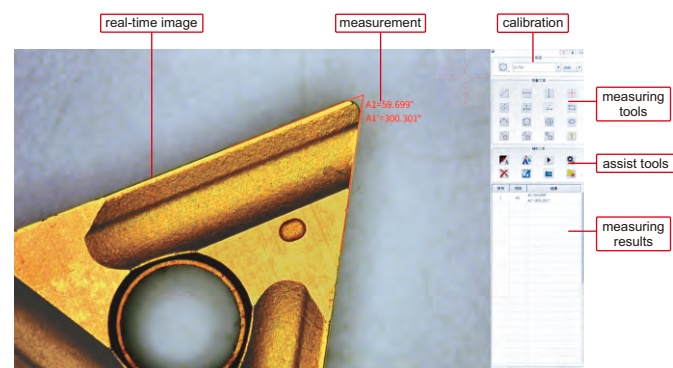 real-time image
measurement
calibration
A1=59.699°
A1'=300.301°
measuring
tools
assist tools
measuring
results